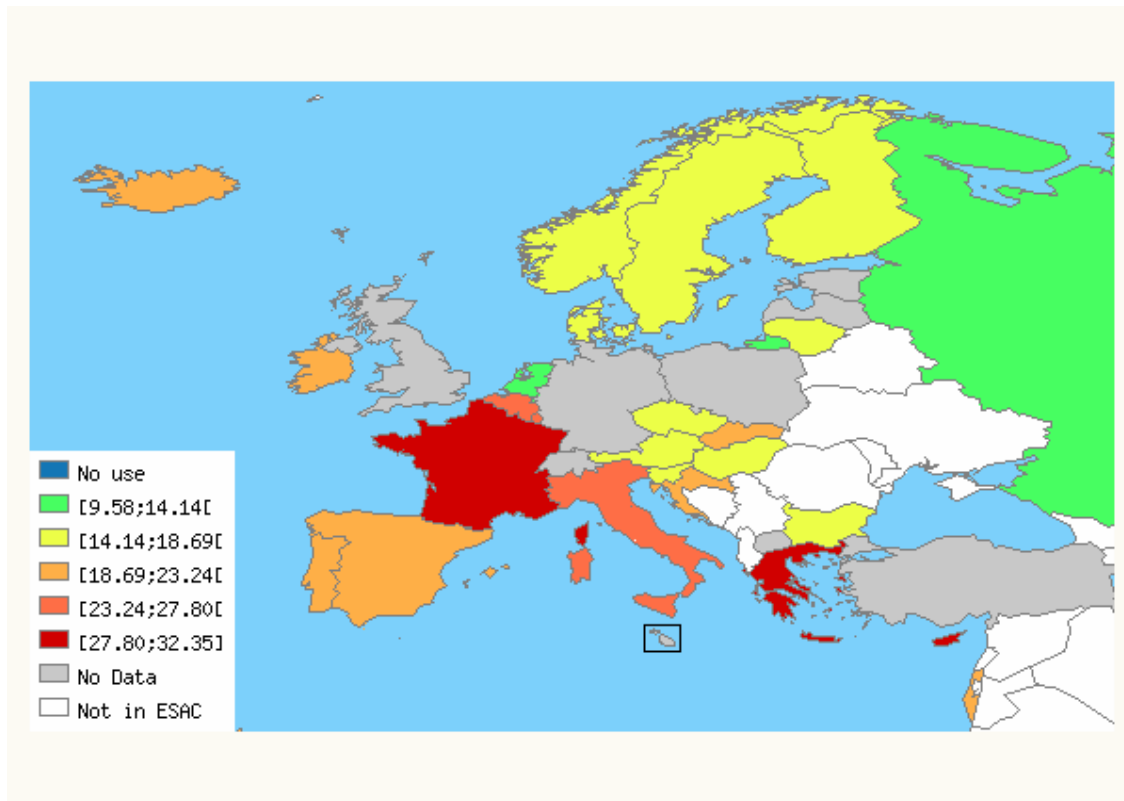 No use
[9.58;14.14[
[14.14;18.69[
[18.69;23.24[
[23.24;27.80[
[27.80;32.35]
No Data
Not in ESAC